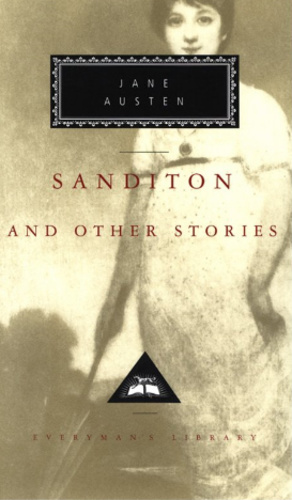 JANE
AUSTEN
SANDITON
AND OTHER STORIES
EVERYMAN'S LIBRARY